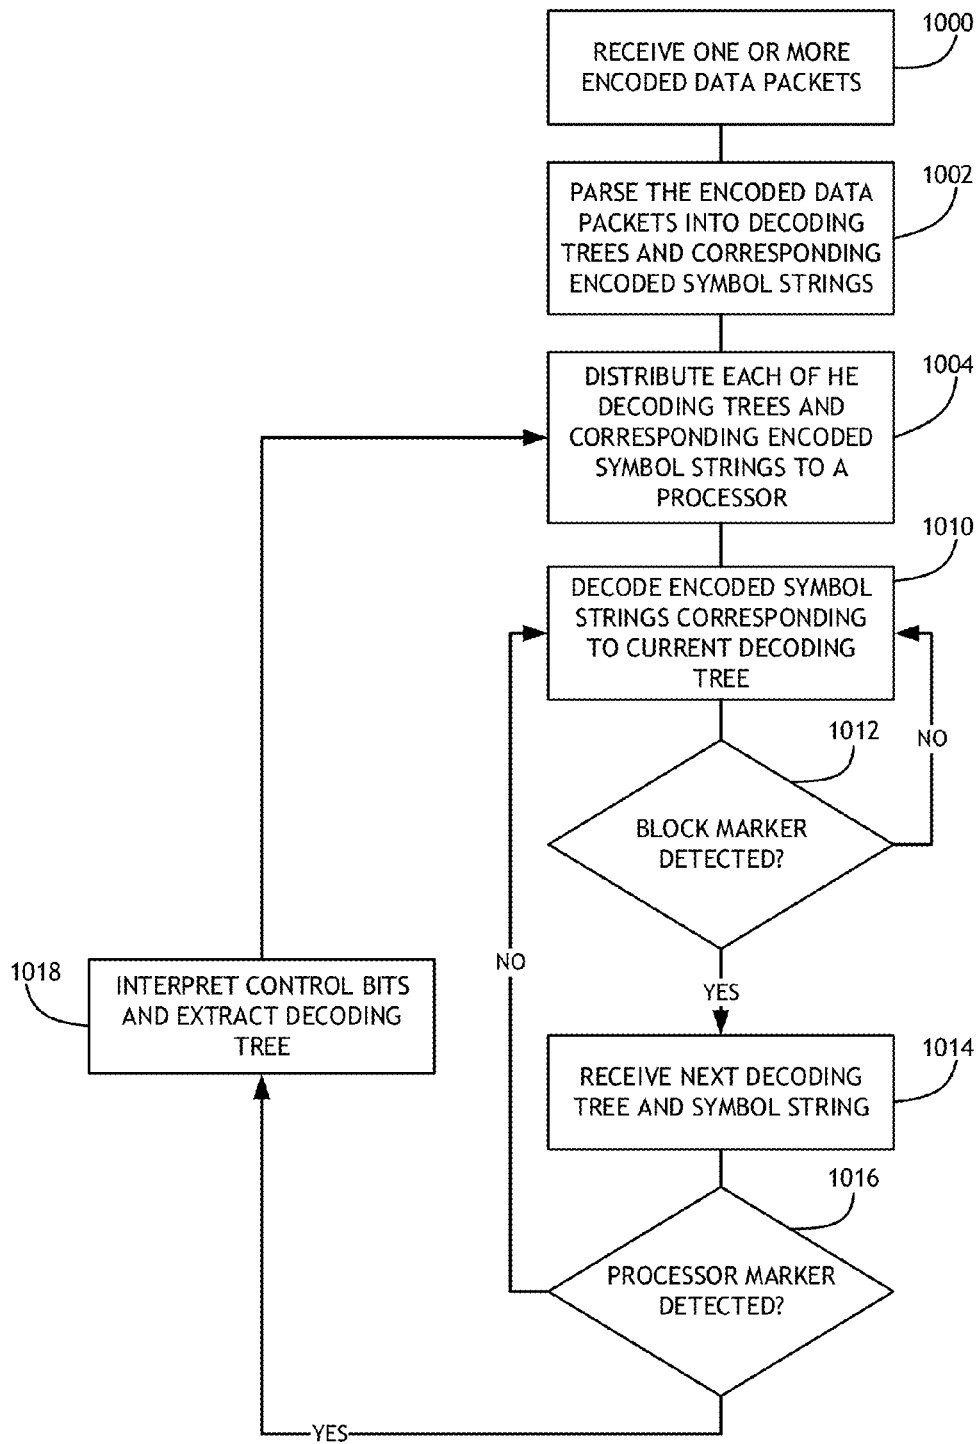 1000
RECEIVE ONE OR MORE
ENCODED DATA PACKETS
1002
PARSE THE ENCODED DATA
PACKETS INTO DECODING
TREES AND CORRESPONDING
ENCODED SYMBOL STRINGS
1004
DISTRIBUTE EACH OF HE
DECODING TREES AND
CORRESPONDING ENCODED
SYMBOL STRINGS TO A
PROCESSOR
1010
DECODE ENCODED SYMBOL
STRINGS CORRESPONDING
TO CURRENT DECODING
TREE
1012
NO
BLOCK MARKER
DETECTED?
NO
YES
1018
INTERPRET CONTROL BITS
AND EXTRACT DECODING
TREE
1014
RECEIVE NEXT DECODING
TREE AND SYMBOL STRING
1016
PROCESSOR MARKER
DETECTED?
YES